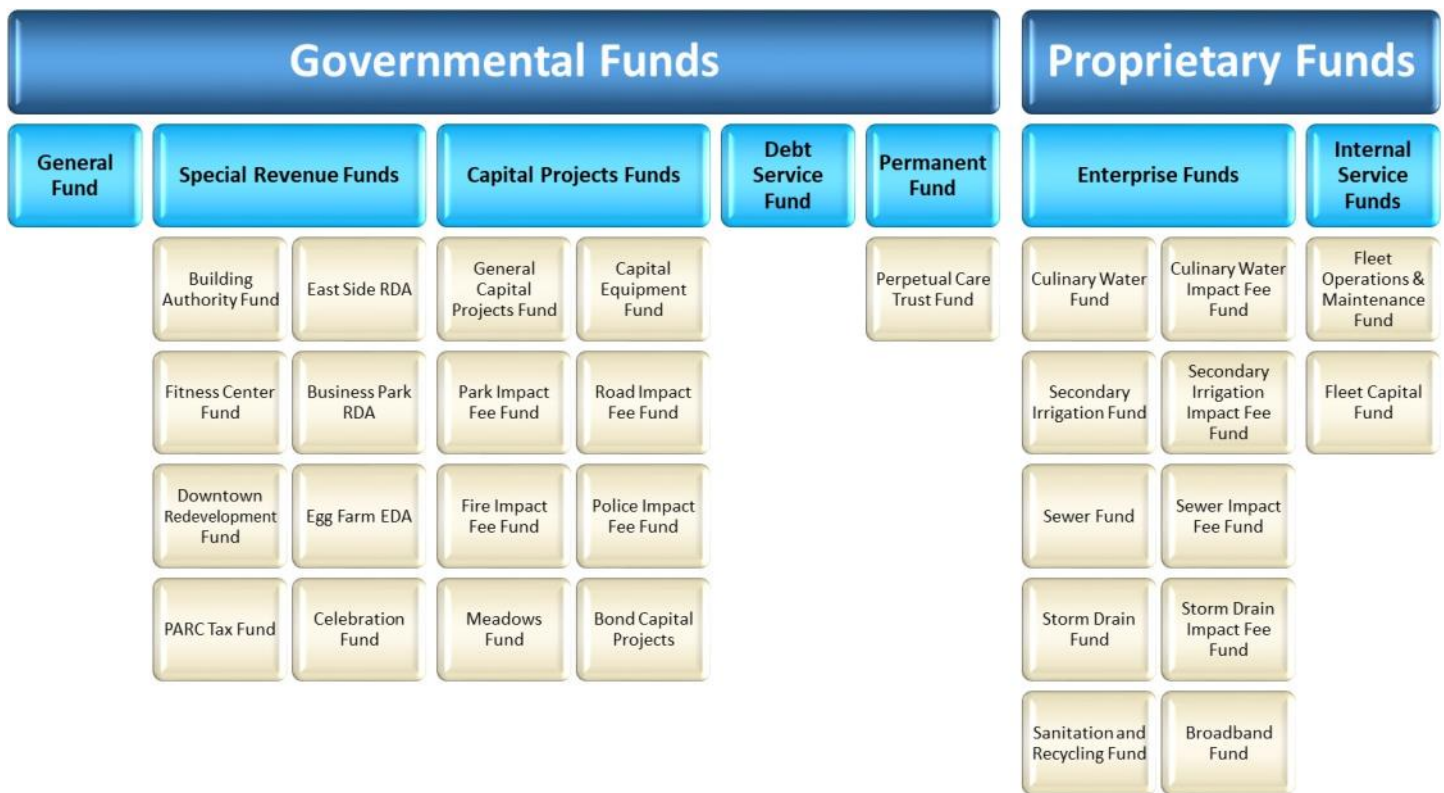 Governmental Funds
Proprietary Funds
General
Fund
Special Revenue Funds
Capital Projects Funds
Debt
Service
Fund
Permanent
Fund
Enterprise Funds
Internal
Service
Funds
Building
Authority Fund
East Side RDA
General
Capital
Projects Fund
Capital
Equipment
Fund
Perpetual Care
Trust Fund
Culinary Water
Fund
Culinary Water
Impact Fee
Fund
Fleet
Operations &
Maintenance
Fund
Fitness Center
Fund
Business Park
RDA
Park Impact
Fee Fund
Road Impact
Fee Fund
Secondary
Irrigation Fund
Secondary
Irrigation
Impact Fee
Fund
Fleet Capital
Fund
Downtown
Redevelopment
Fund
Egg Farm EDA
Fire Impact
Fee Fund
Police Impact
Fee Fund
Sewer Fund
Sewer Impact
Fee Fund
PARC Tax Fund
Celebration
Fund
Meadows
Fund
Bond Capital
Projects
Storm Drain
Fund
Storm Drain
Impact Fee
Fund
Sanitation and
Recycling Fund
Broadband
Fund